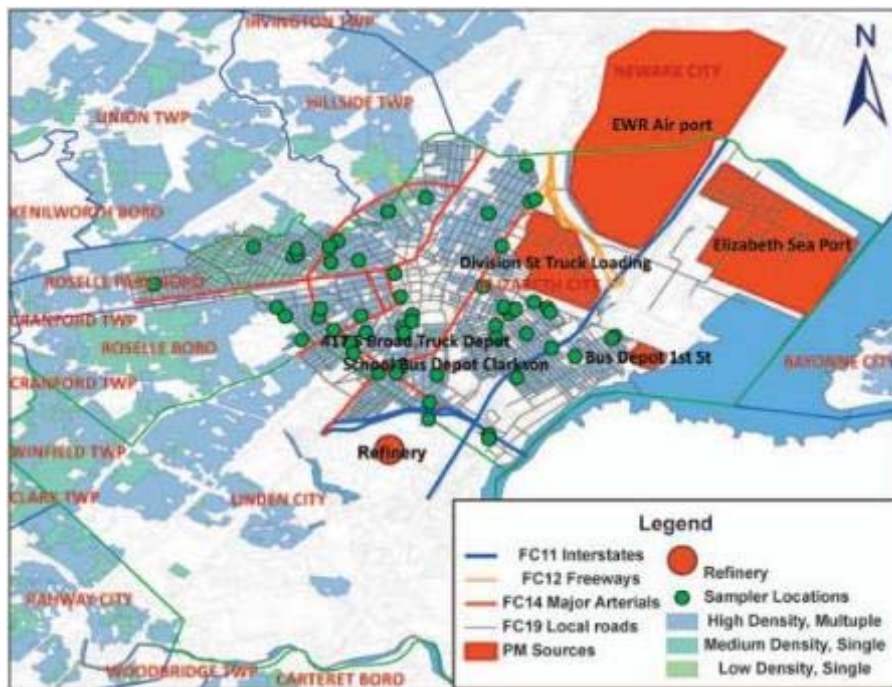 IRVINGTON TWP
N
NEWARK CITY
HILLSIDE TWP
UNION TWP
EWR Air port
KENILWORTH BORO
Elizabeth Sea Port
Division St Truck Loading
ELIZABETH CITY
ROSELLE PARK BORO
CRANFORD TWP
ROSELLE BORO
417 S Broad Truck Depot
School Bus Depot Clarkson
Bus Depot 1st St
BAYONNE CITY
CRANFORD TWP
WINFIELD TWP
Refinery
CLARK TWP
LINDEN CITY
RAHWAY CITY
WOODBRIDGE TWP
CARTERET BORO
Legend
FC11 Interstates
FC12 Freeways
FC14 Major Arterials
FC19 Local roads
PM Sources
Refinery
Sampler Locations
High Density, Multuple
Medium Density, Single
Low Density, Single